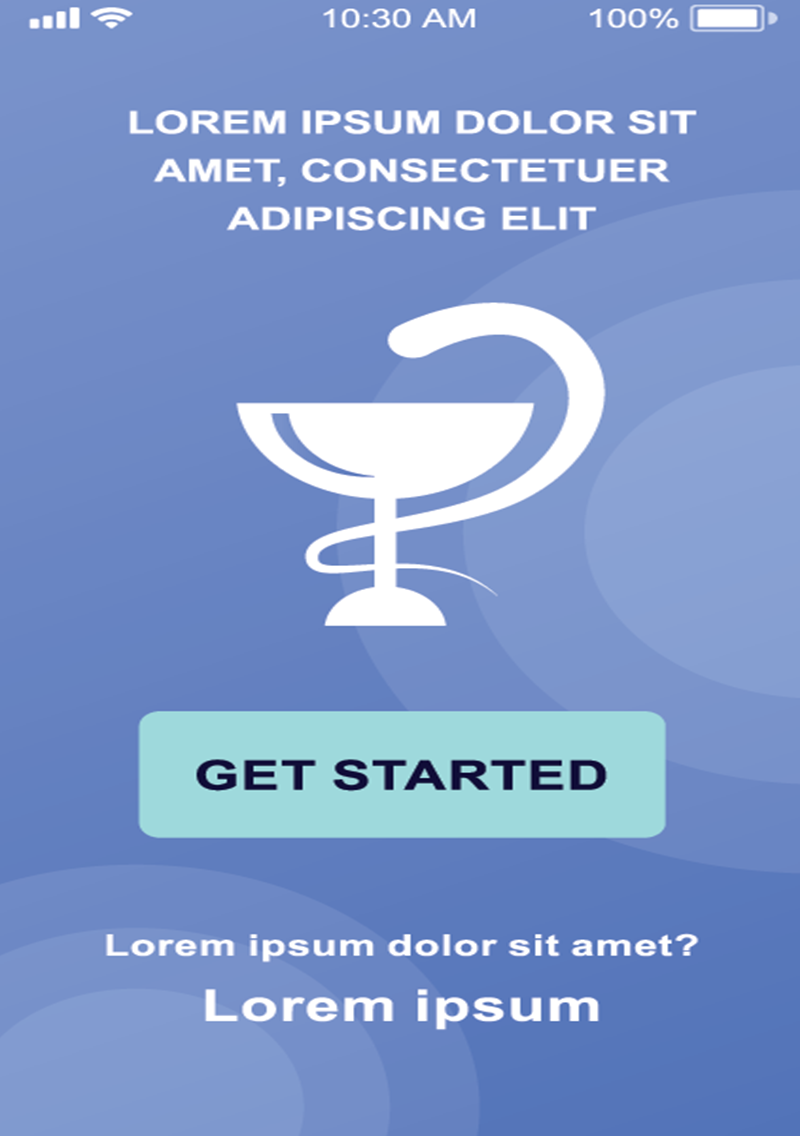 10:30 AM 100%
LOREM IPSUM DOLOR SIT
AMET, CONSECTETUER
ADIPISCING ELIT
GET STARTED
Lorem ipsum dolor sit amet?
Lorem ipsum